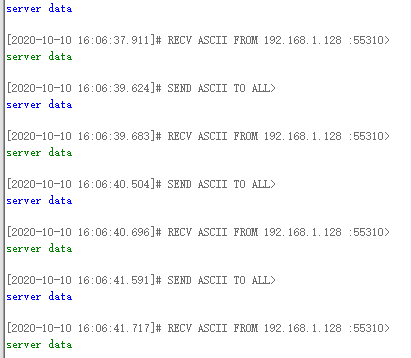 server data
[2020-10-10 16:06:37.911]# RECV ASCII FROM 192.168.1.128 :55310>
server data
[2020-10-10 16:06:39.624]# SEND ASCII TO ALL>
server data
[2020-10-10 16:06:39.683]# RECV ASCII FROM 192.168.1.128 :55310>
server data
[2020-10-10 16:06:40.504]# SEND ASCII TO ALL>
server data
[2020-10-10 16:06:40.696]# RECV ASCII FROM 192.168.1.128 :55310>
server data
[2020-10-10 16:06:41.591]# SEND ASCII TO ALL>
server data
[2020-10-10 16:06:41.717]# RECV ASCII FROM 192.168.1.128 :55310>
server data